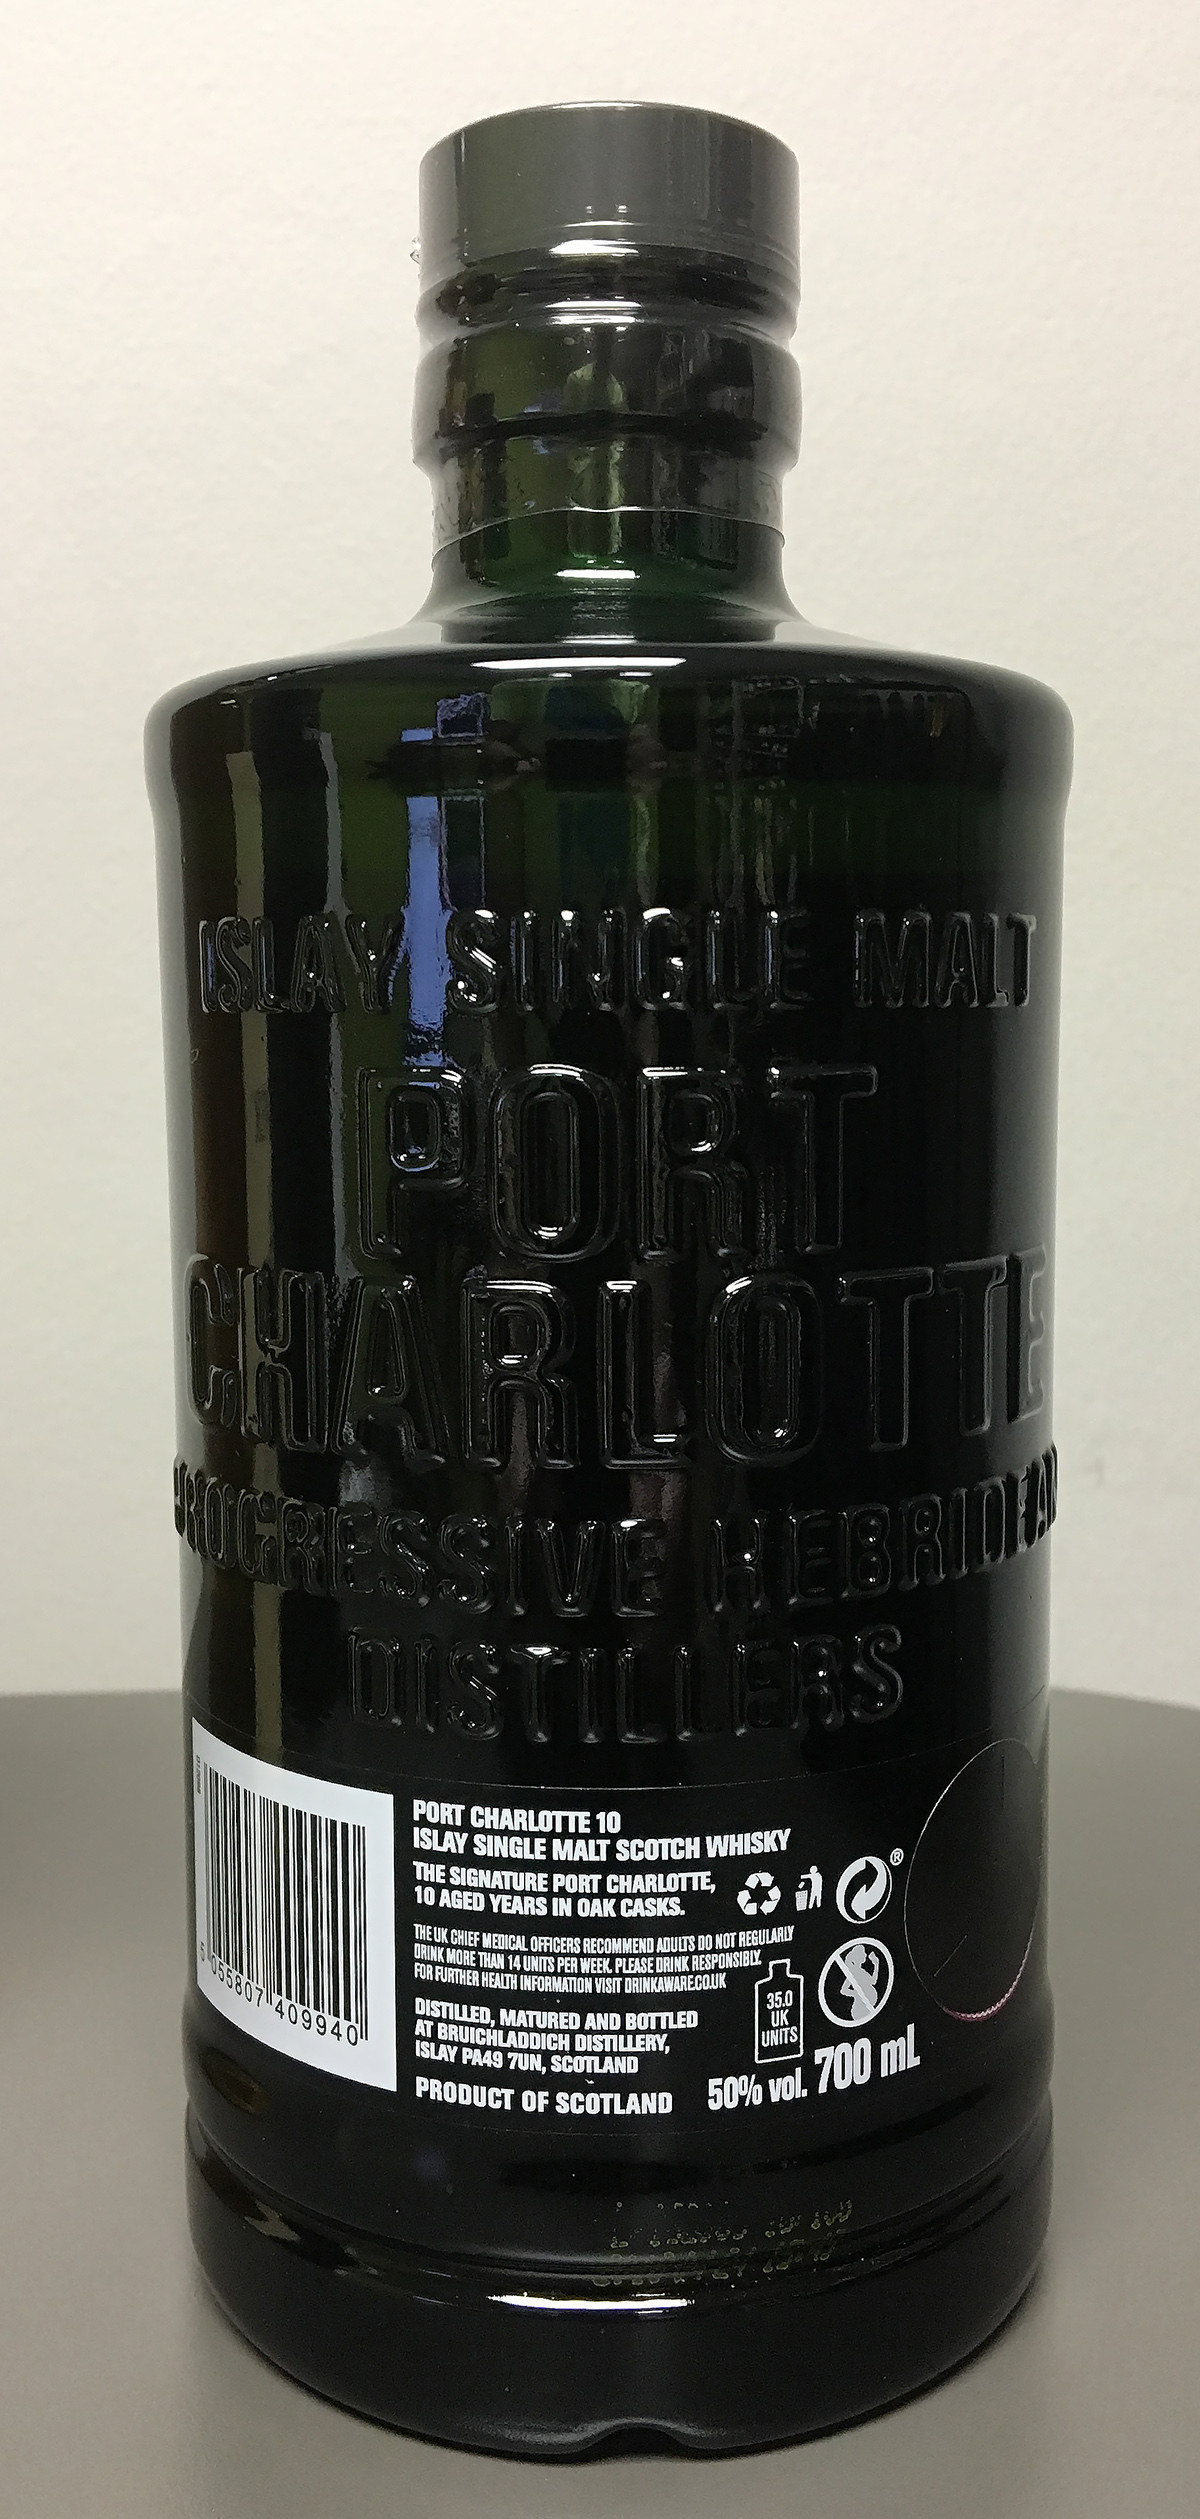 ISLAY SINGLE MALT
PORT
CHARLOTTE
PROGRESSIVE HEBRIDEAN
DISTILLERS
5 055807 409940
PORT CHARLOTTE 10
ISLAY SINGLE MALT SCOTCH WHISKY
THE SIGNATURE PORT CHARLOTTE,
10 AGED YEARS IN OAK CASKS.
®
THE UK CHIEF MEDICAL OFFICERS RECOMMEND ADULTS DO NOT REGULARLY
DRINK MORE THAN 14 UNITS PER WEEK. PLEASE DRINK RESPONSIBLY.
FOR FURTHER HEALTH INFORMATION VISIT DRINKAWARE.CO.UK
35.0
UK
UNITS
DISTILLED, MATURED AND BOTTLED
AT BRUICHLADDICH DISTILLERY,
ISLAY PA49 7UN, SCOTLAND
PRODUCT OF SCOTLAND
50% vol. 700 mL